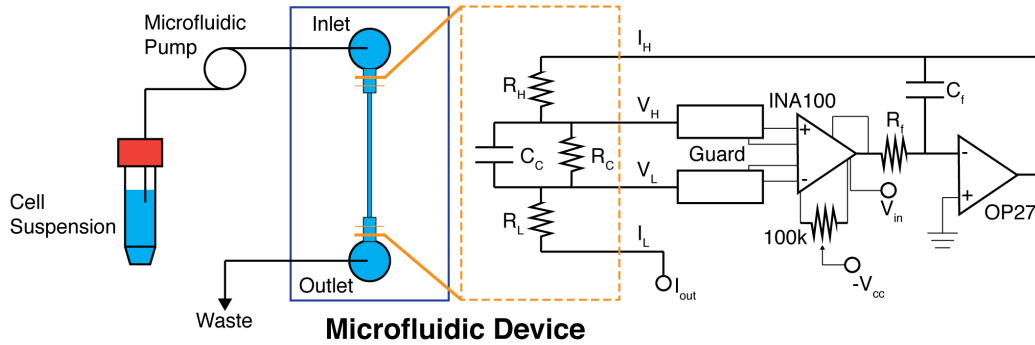 Microfluidic
Pump
Inlet
Cell
Suspension
Outlet
Waste
Microfluidic Device
I_H
R_H
V_H
C_C
R_C
V_L
R_L
I_L
I_out
Guard
INA100
+
-
R_f
C_f
V_in
100k
-V_cc
-
+
OP27